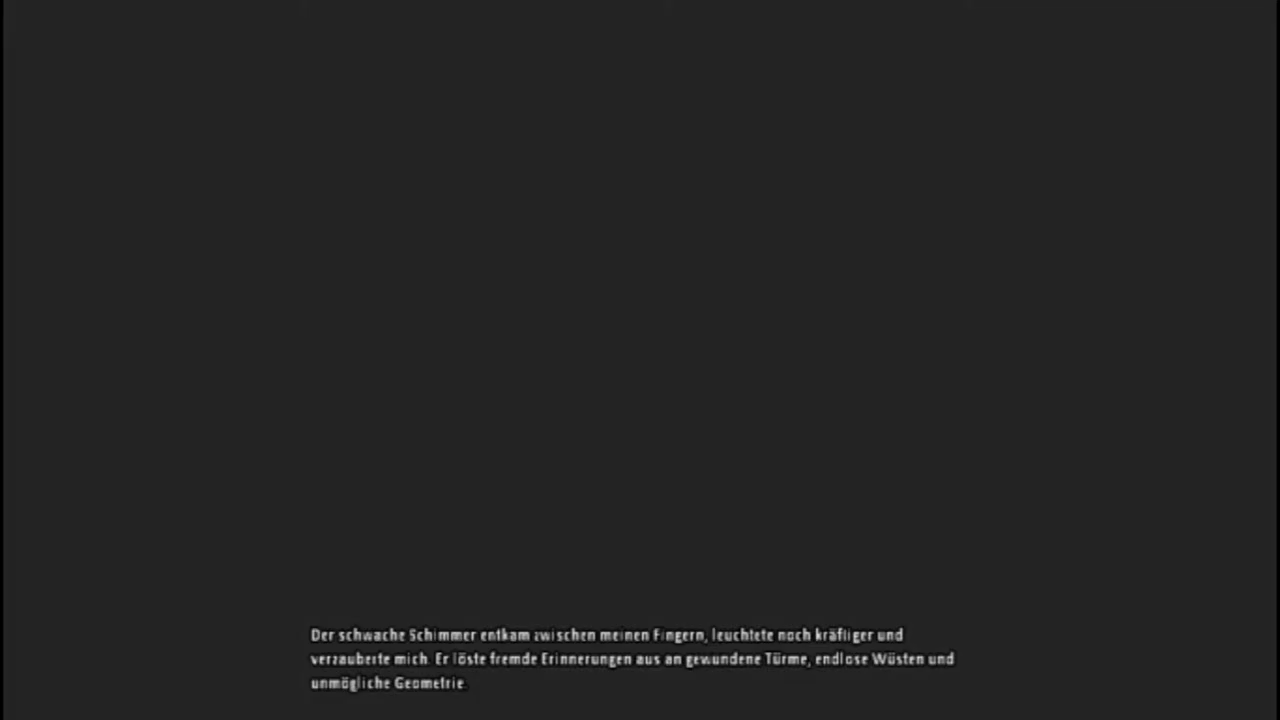 Der schwache Schimmer entkam zwischen meinen Fingern, leuchtete noch kräftiger und
verzauberte mich. Er löste fremde Erinnerungen aus an gewundene Türme, endlose Wüsten und
unmögliche Geometrie.